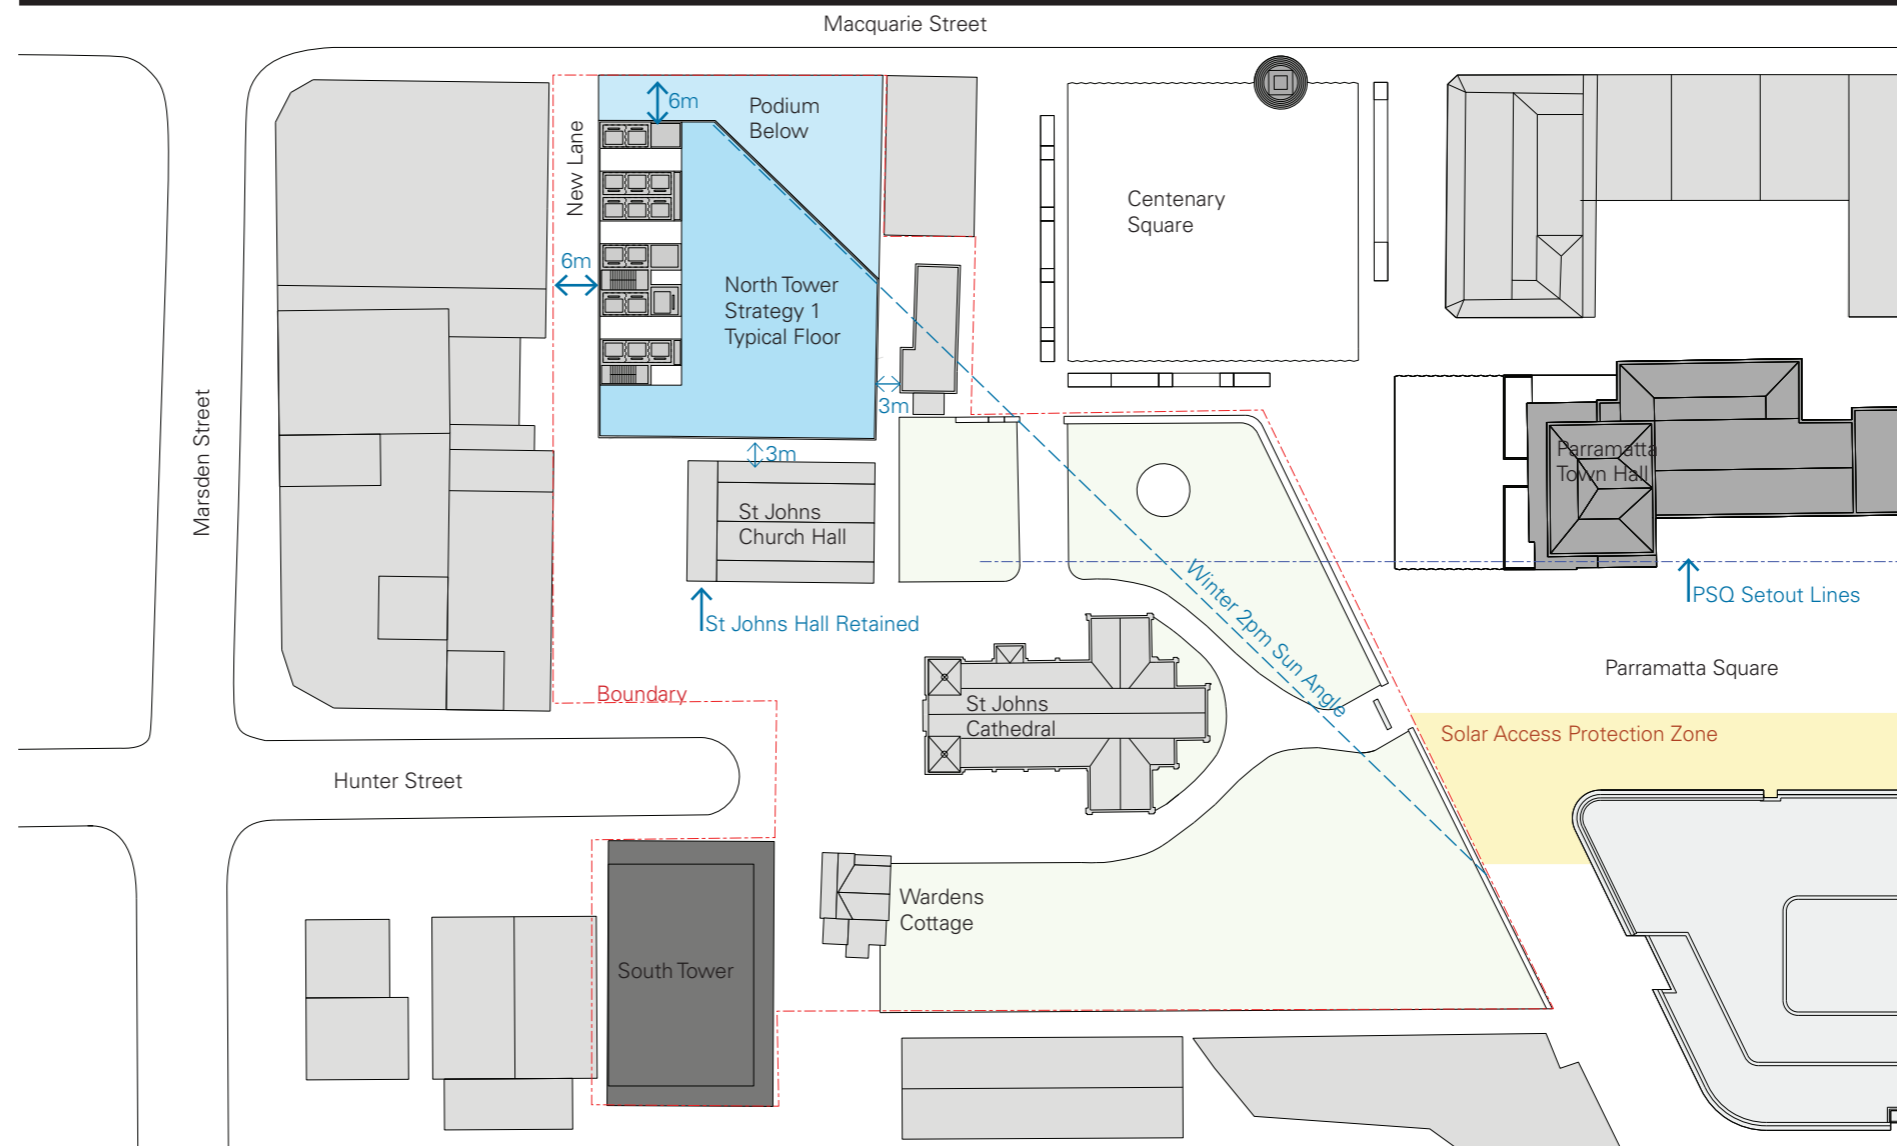 Macquarie Street
6m
Podium
Below
New Lane
Centenary
Square
6m
North Tower
Strategy 1
Typical Floor
3m
Marsden Street
3m
Parramatta
Town Hall
St Johns
Church Hall
Winter 2pm Sun Angle
PSQ Setout Lines
St Johns Hall Retained
Parramatta Square
Boundary
St Johns
Cathedral
Solar Access Protection Zone
Hunter Street
Wardens
Cottage
South Tower